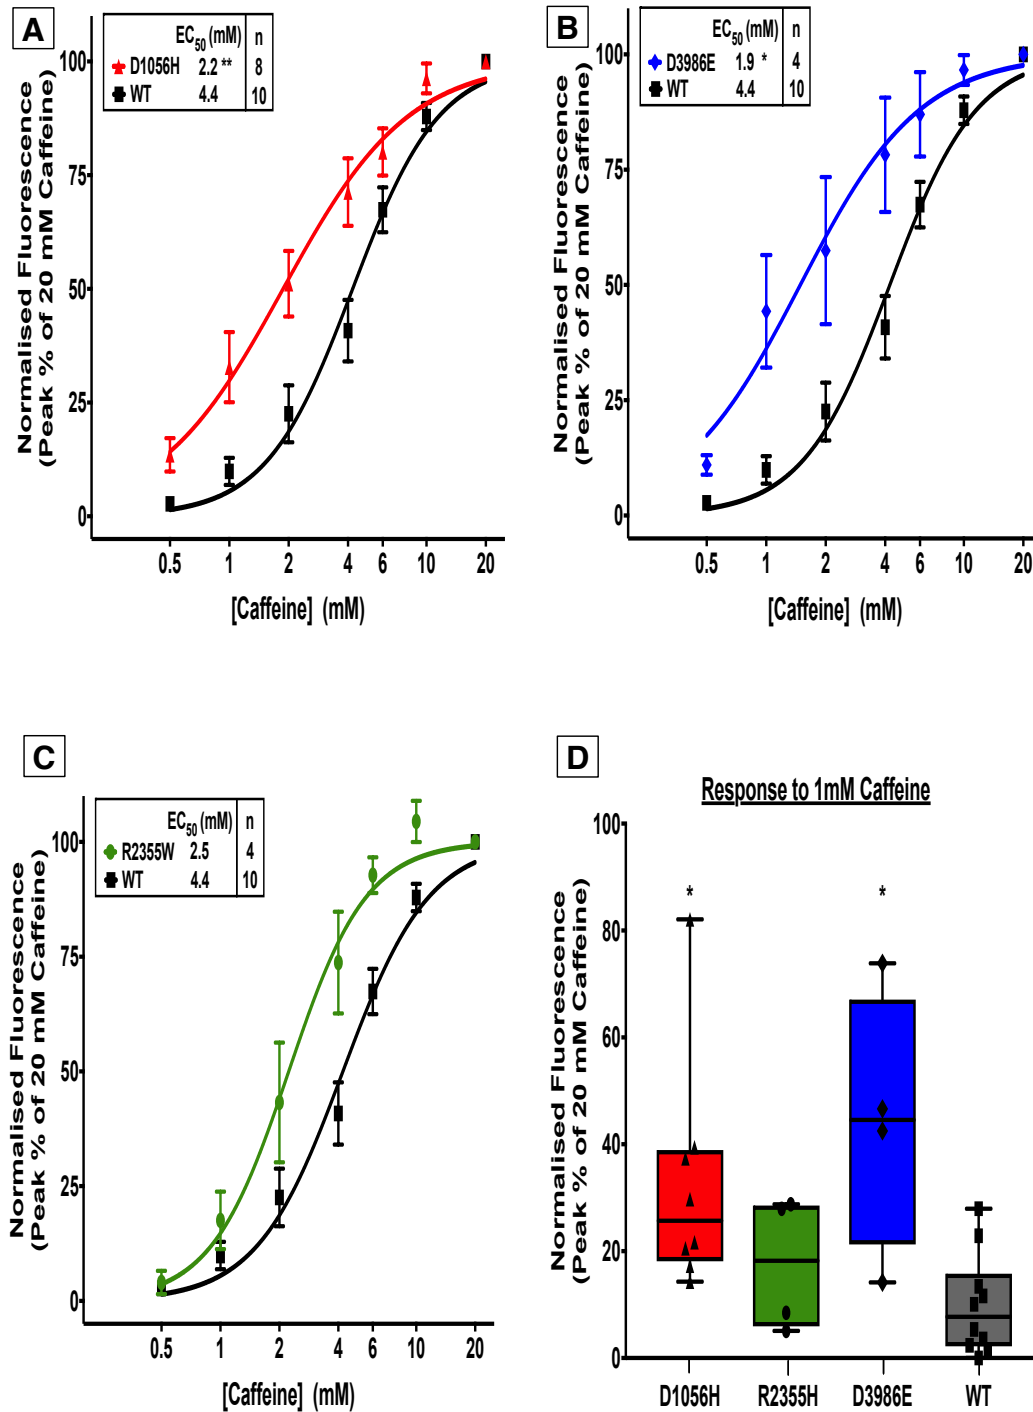 A
EC50 (mM) n
D1056H 2.2 ** 8
WT 4.4 10
Normalised Fluorescence
(Peak % of 20 mM Caffeine)
100
75
50
25
0
0.5 1 2 4 6 10 20
[Caffeine] (mM)
B
EC50 (mM) n
D3986E 1.9 * 4
WT 4.4 10
Normalised Fluorescence
(Peak % of 20 mM Caffeine)
100
75
50
25
0
0.5 1 2 4 6 10 20
[Caffeine] (mM)
C
EC50 (mM) n
R2355W 2.5 4
WT 4.4 10
Normalised Fluorescence
(Peak % of 20 mM Caffeine)
100
75
50
25
0
0.5 1 2 4 6 10 20
[Caffeine] (mM)
D
Response to 1mM Caffeine
Normalised Fluorescence
(Peak % of 20 mM Caffeine)
100
80
60
40
20
0
* *
D1056H R2355H D3986E WT